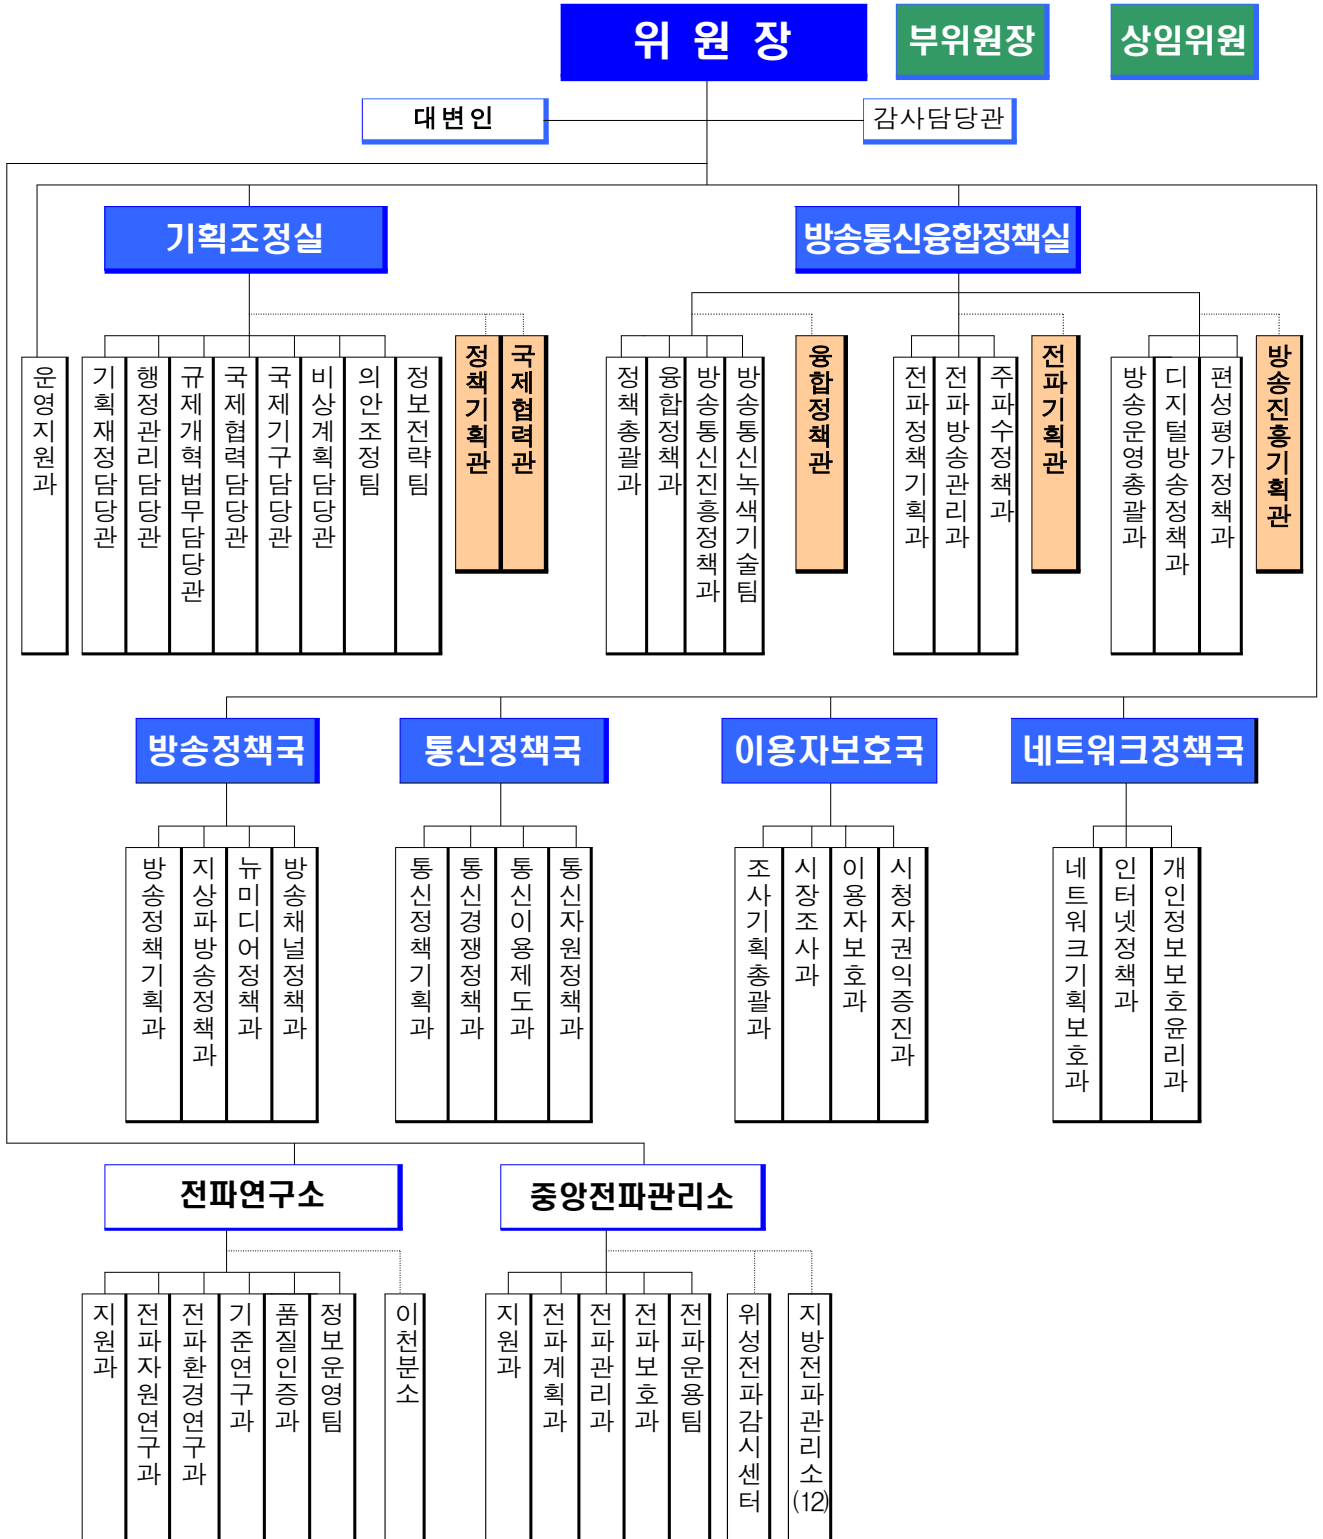 위 원 장
부위원장
상임위원
대변인
감사담당관
기획조정실
방송통신융합정책실
운영지원과
기획재정담당관
행정관리담당관
규제개혁법무담당관
국제협력담당관
국제기구담당관
비상계획담당관
의안조정팀
정보전략팀
정책기획관
국제협력관
정책총괄과
융합정책과
방송통신진흥정책과
방송통신녹색기술팀
융합정책관
전파정책기획과
전파방송관리과
주파수정책과
전파기획관
방송운영총괄과
디지털방송정책과
편성평가정책과
방송진흥기획관
방송정책국
통신정책국
이용자보호국
네트워크정책국
방송정책기획과
지상파방송정책과
뉴미디어정책과
방송채널정책과
통신정책기획과
통신경쟁정책과
통신이용제도과
통신자원정책과
조사기획총괄과
시장조사과
이용자보호과
시청자권익증진과
네트워크기획보호과
인터넷정책과
개인정보보호윤리과
전파연구소
중앙전파관리소
지원과
전파자원연구과
전파환경연구과
기준연구과
품질인증과
정보운영팀
이천분소
지원과
전파계획과
전파관리과
전파보호과
전파운용팀
위성전파감시센터
지방전파관리소(12)